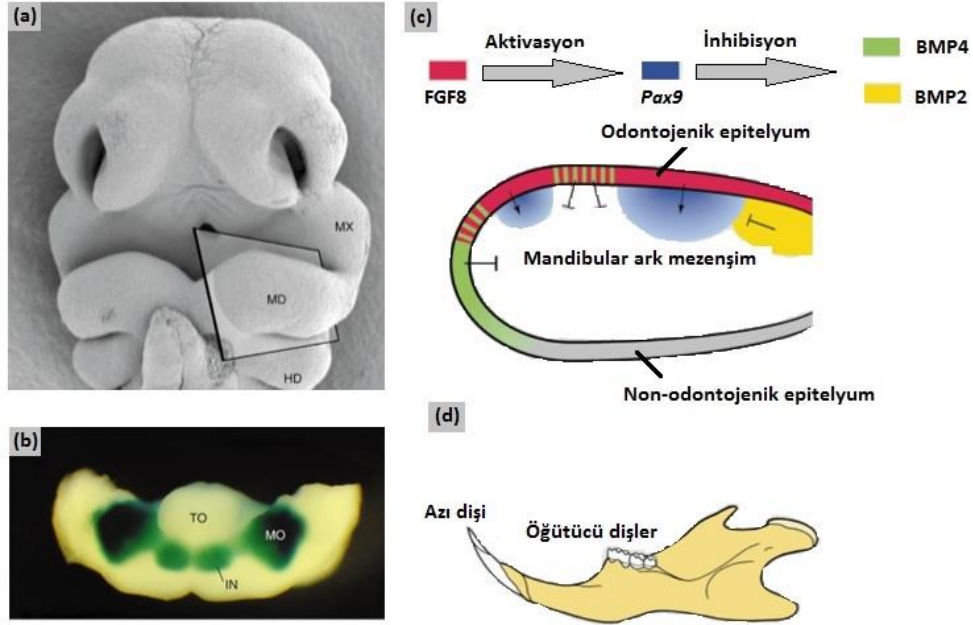 (a)
MX
MD
HD
(b)
TO
MO
IN
(c)
Aktivasyon
İnhibisyon
FGF8
Pax9
BMP4
BMP2
Odontojenik epitelyum
Mandibular ark mezenşim
Non-odontojenik epitelyum
(d)
Azı dişi
Öğütücü dişler